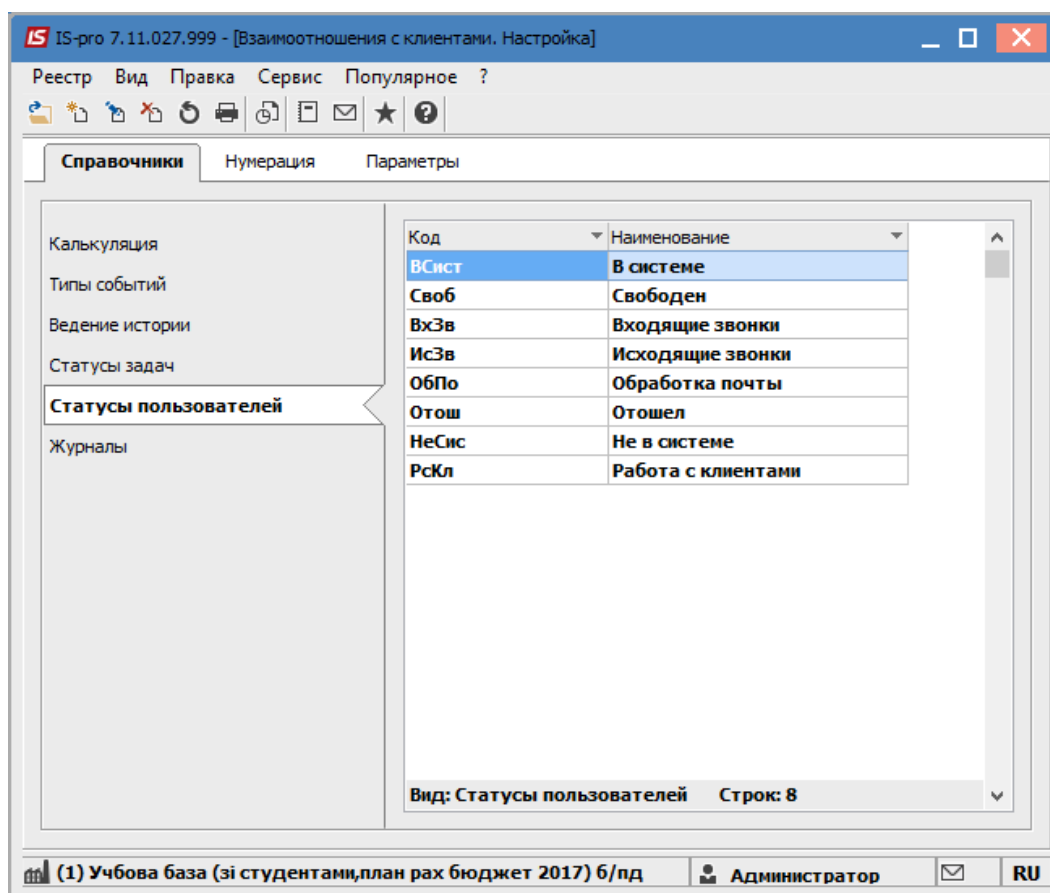 IS IS-pro 7.11.027.999 - [Взаимоотношения с клиентами. Настройка]
Реестр Вид Правка Сервис Популярное ?
Справочники Нумерация Параметры
Калькуляция
Типы событий
Ведение истории
Статусы задач
Статусы пользователей
Журналы
Код Наименование
ВСист В системе
Своб Свободен
ВхЗв Входящие звонки
ИсЗв Исходящие звонки
ОбПо Обработка почты
Отош Отошел
НеСис Не в системе
РсКл Работа с клиентами
Вид: Статусы пользователей Строк: 8
(1) Учбова база (зі студентами,план рах бюджет 2017) б/пд Администратор RU